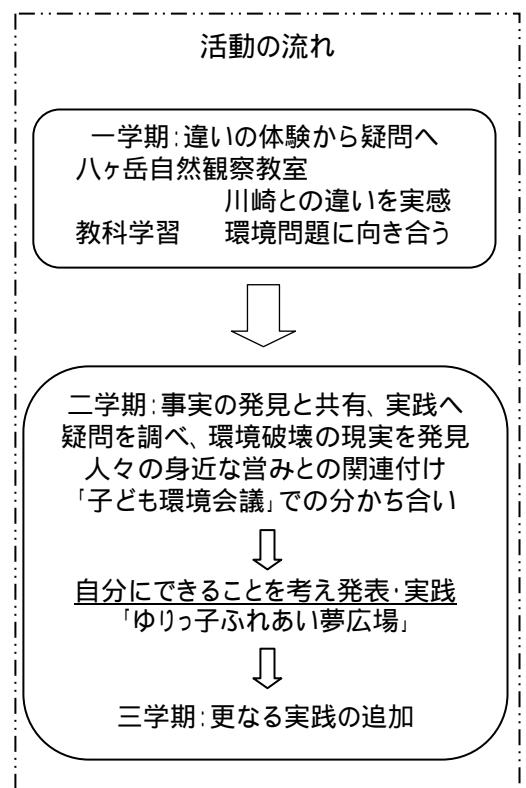 活動の流れ
一学期:違いの体験から疑問へ
八ヶ岳自然観察教室
川崎との違いを実感
教科学習 環境問題に向き合う
二学期:事実の発見と共有、実践へ
疑問を調べ、環境破壊の現実を発見
人々の身近な営みとの関連付け
「子ども環境会議」での分かち合い
自分にできることを考え発表・実践
「ゆりっ子ふれあい夢広場」
三学期:更なる実践の追加